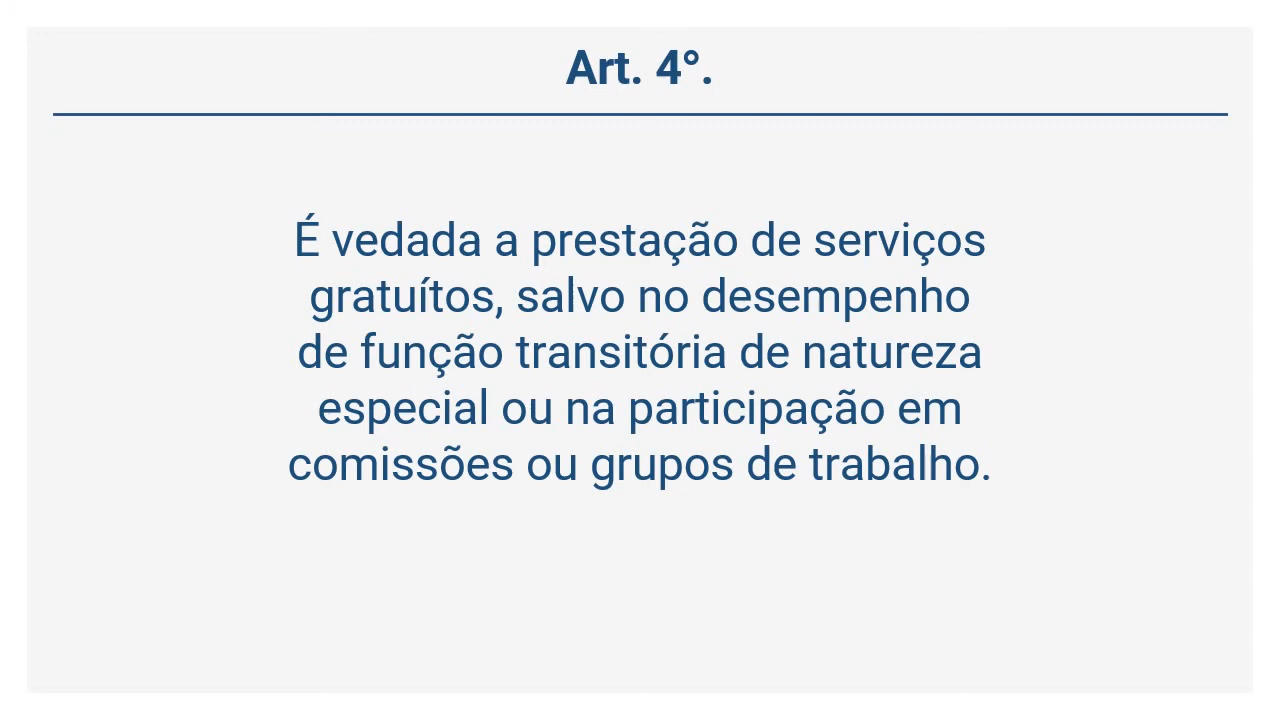 Art. 4°.
É vedada a prestação de serviços
gratuítos, salvo no desempenho
de função transitória de natureza
especial ou na participação em
comissões ou grupos de trabalho.